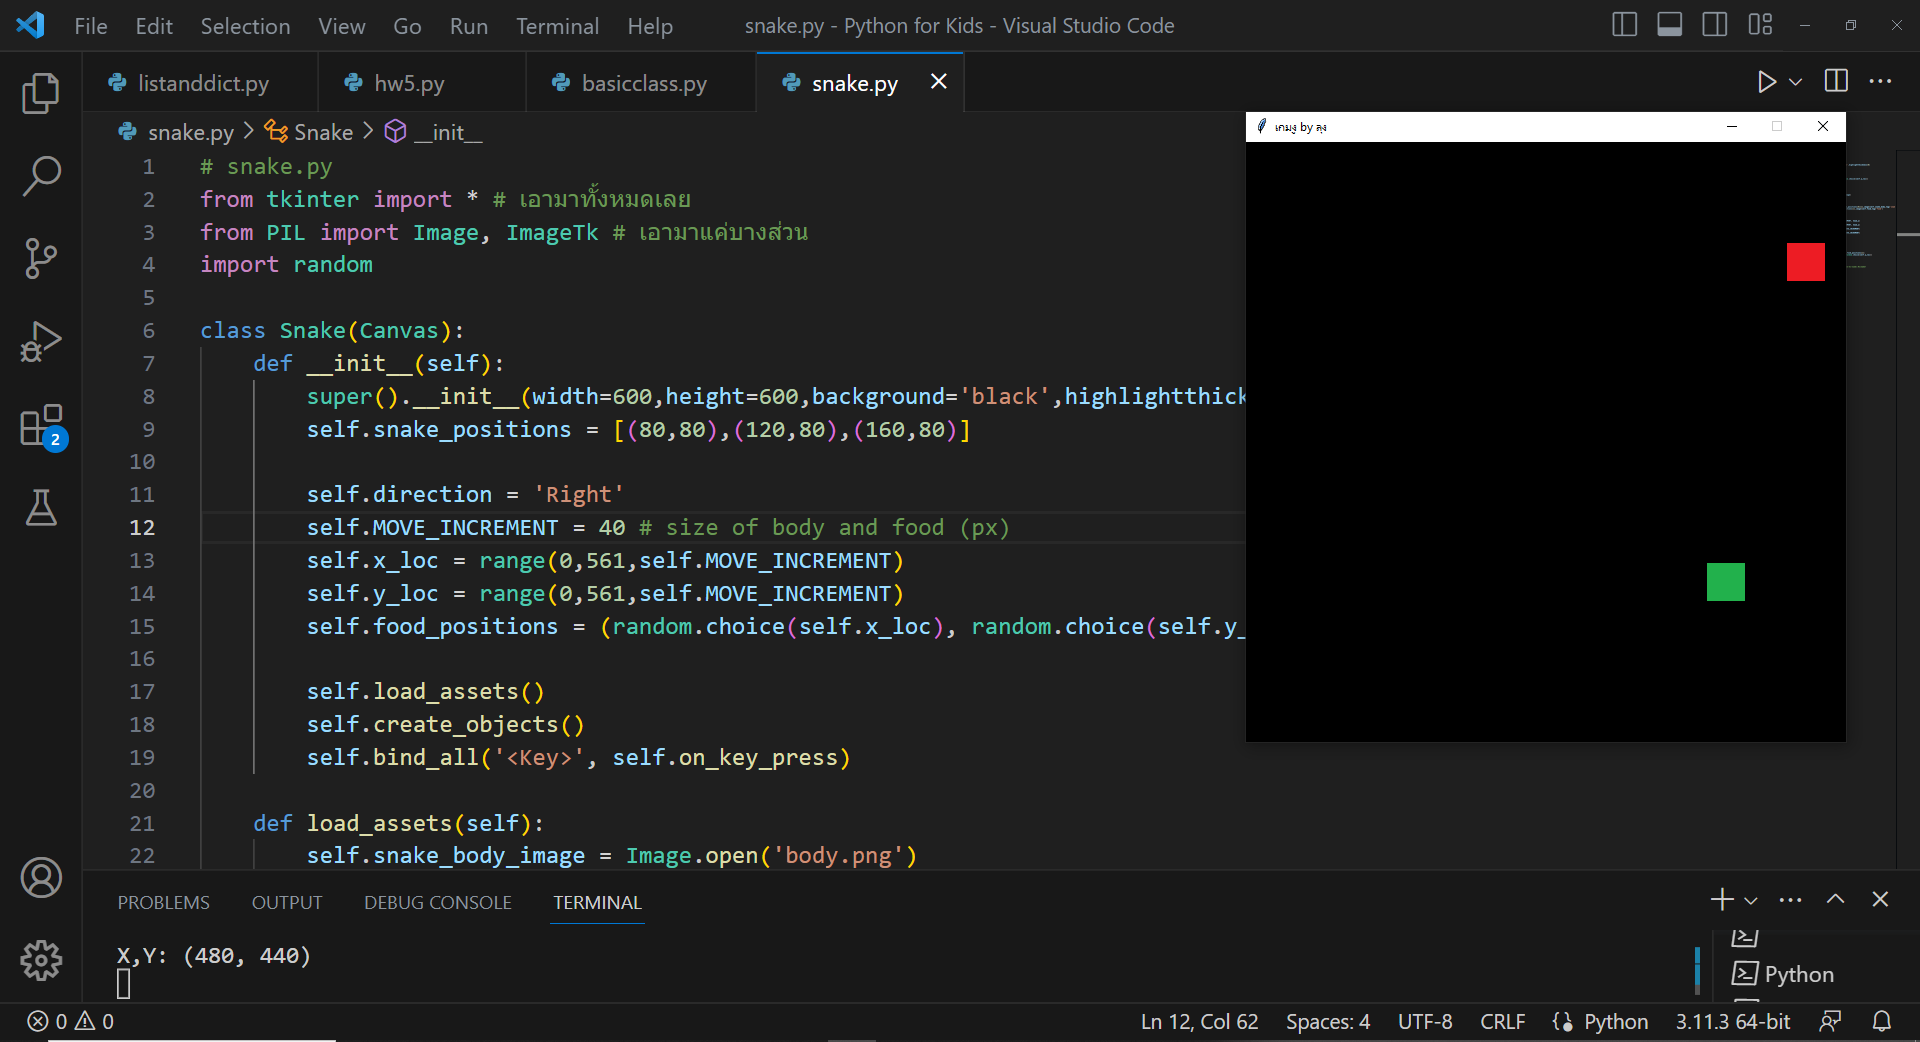 File Edit Selection View Go Run Terminal Help
snake.py - Python for Kids - Visual Studio Code
listanddict.py
hw5.py
basicclass.py
snake.py
snake.py > Snake > __init__
1 # snake.py
2 from tkinter import * # เอามาทั้งหมดเลย
3 from PIL import Image, ImageTk # เอามาแค่บางส่วน
4 import random
5
6 class Snake(Canvas):
7 def __init__(self):
8 super().__init__(width=600,height=600,background='black',highlightthick
9 self.snake_positions = [(80,80),(120,80),(160,80)]
10
11 self.direction = 'Right'
12 self.MOVE_INCREMENT = 40 # size of body and food (px)
13 self.x_loc = range(0,561,self.MOVE_INCREMENT)
14 self.y_loc = range(0,561,self.MOVE_INCREMENT)
15 self.food_positions = (random.choice(self.x_loc), random.choice(self.y_
16
17 self.load_assets()
18 self.create_objects()
19 self.bind_all('<Key>', self.on_key_press)
20
21 def load_assets(self):
22 self.snake_body_image = Image.open('body.png')
เกมงู by ลุง
2
PROBLEMS OUTPUT DEBUG CONSOLE TERMINAL
X,Y: (480, 440)
Python
0 0
Ln 12, Col 62 Spaces: 4 UTF-8 CRLF Python 3.11.3 64-bit